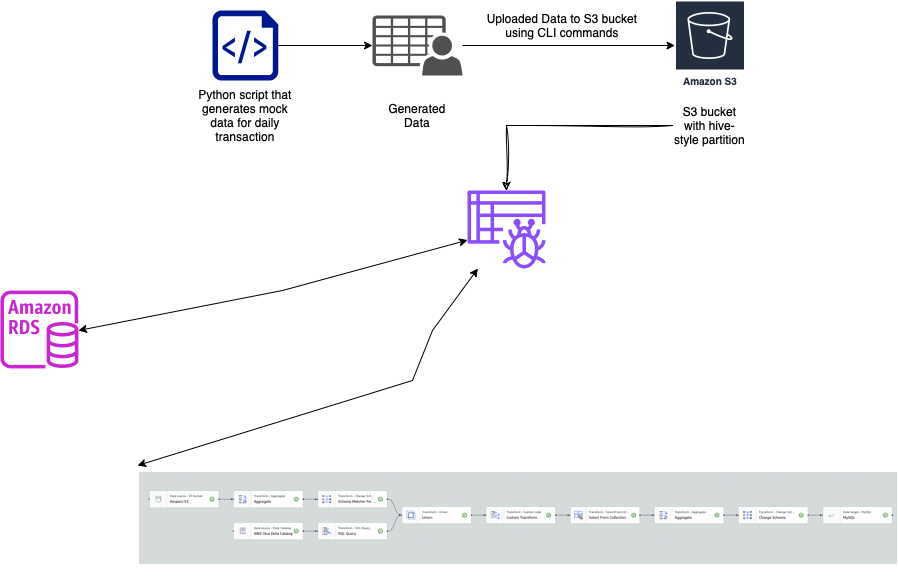 Uploaded Data to S3 bucket
using CLI commands
</>
Amazon S3
Python script that
generates mock
data for daily
transaction
Generated
Data
S3 bucket
with hive-
style partition
Amazon
RDS
Data source - S3 bucket
Amazon S3
Transform - Aggregate
Aggregate
Transform - Change Sch...
Schema Matcher for ...
Data source - Data Catalog
AWS Glue Data Catalog
Transform - SQL Query
SQL Query
Transform - Union
Union
Transform - Custom code
Custom Transform
Select From Collection
Transform - Aggregate
Aggregate
Transform - Change Sch...
Change Schema
Data target - MySQL
MySQL